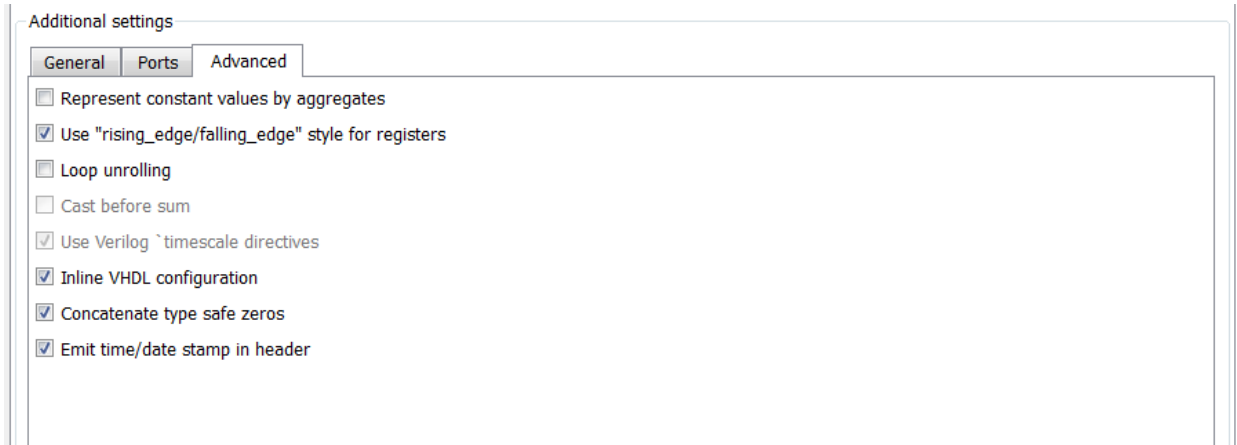 Additional settings
General Ports Advanced
Represent constant values by aggregates
Use "rising_edge/falling_edge" style for registers
Loop unrolling
Cast before sum
Use Verilog `timescale directives
Inline VHDL configuration
Concatenate type safe zeros
Emit time/date stamp in header